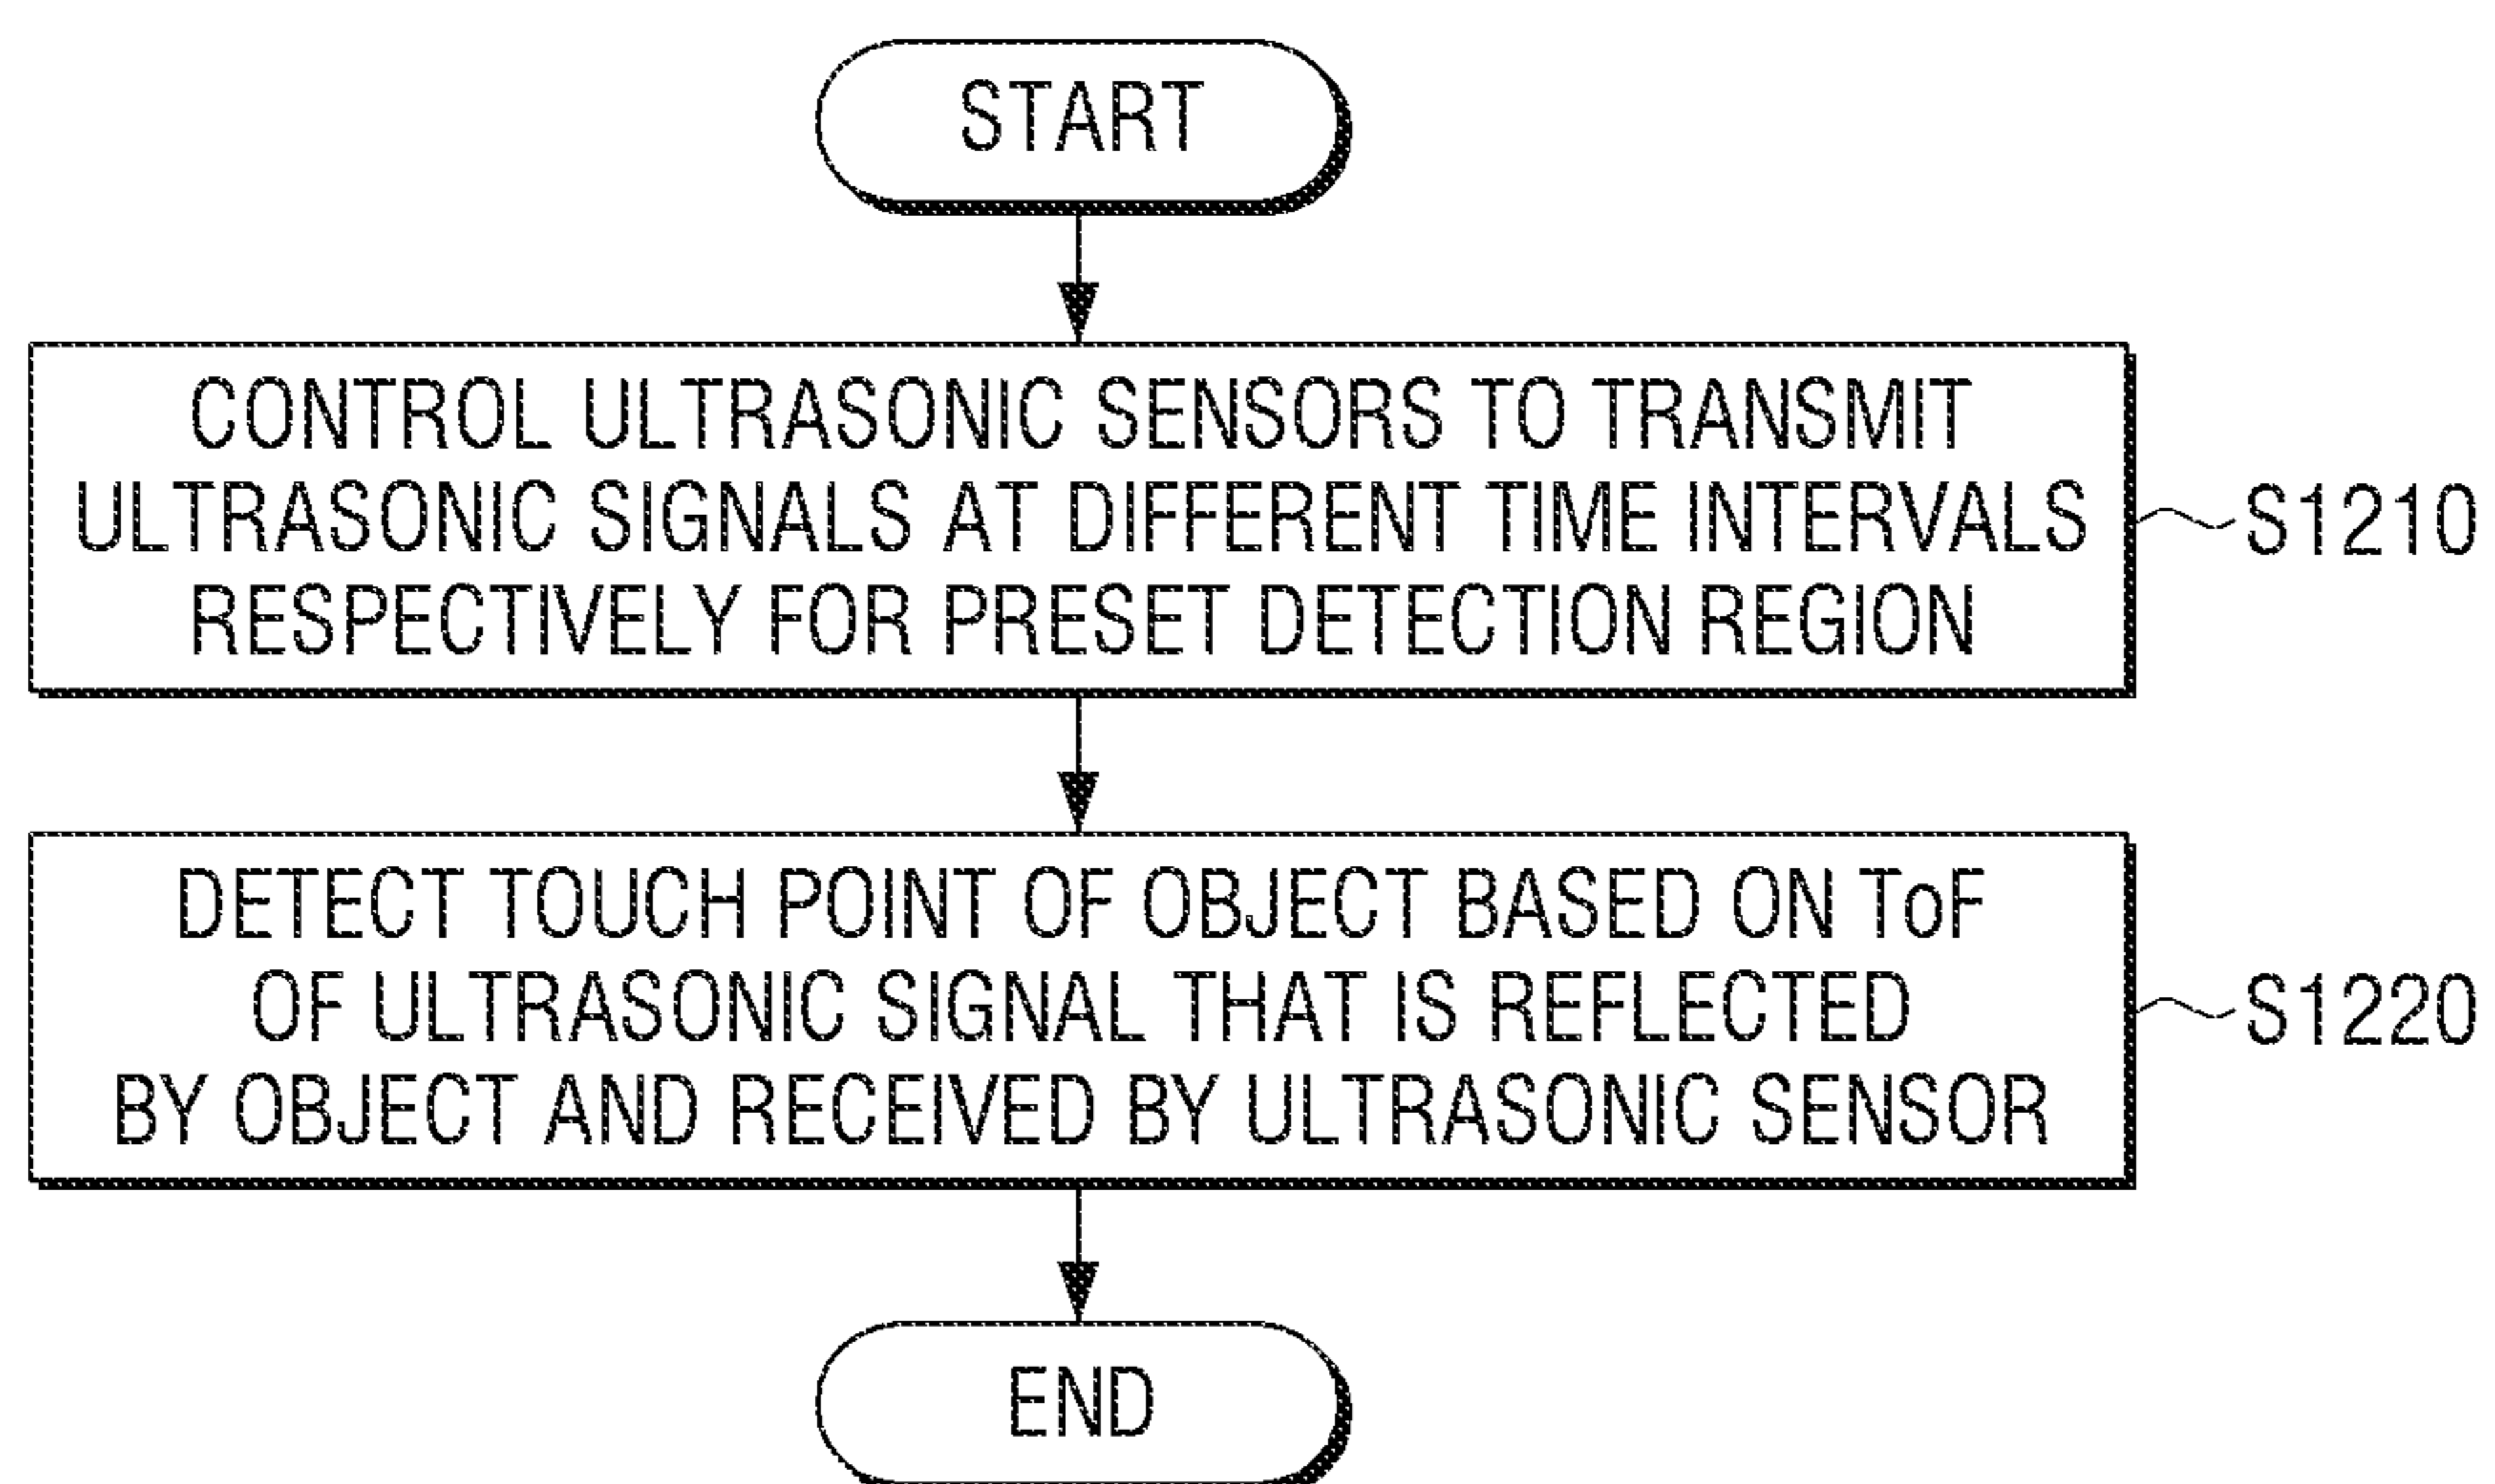 START
CONTROL ULTRASONIC SENSORS TO TRANSMIT
ULTRASONIC SIGNALS AT DIFFERENT TIME INTERVALS
RESPECTIVELY FOR PRESET DETECTION REGION
S1210
DETECT TOUCH POINT OF OBJECT BASED ON ToF
OF ULTRASONIC SIGNAL THAT IS REFLECTED
BY OBJECT AND RECEIVED BY ULTRASONIC SENSOR
S1220
END